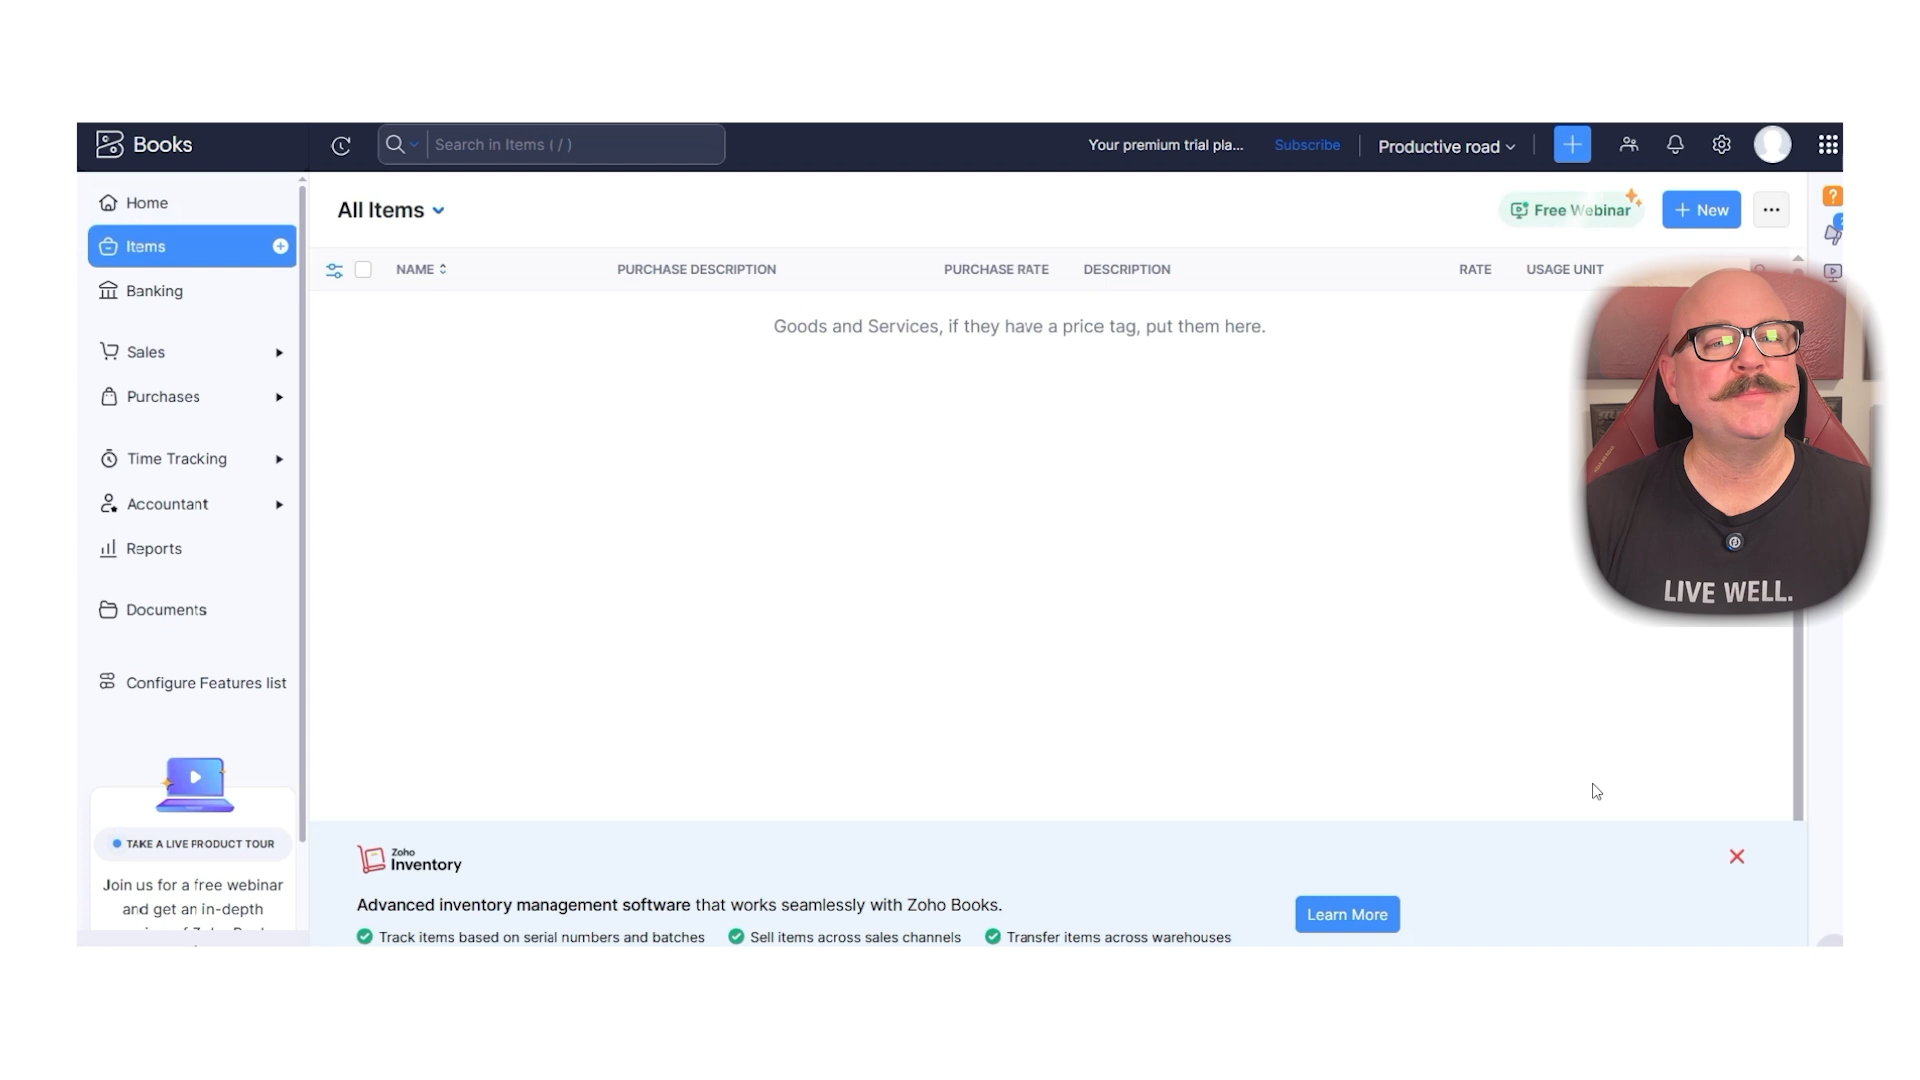 Books
Search in Items ( / )
Your premium trial pla...
Subscribe
Productive road
Home
Items
Banking
Sales
Purchases
Time Tracking
Accountant
Reports
Documents
Configure Features list
TAKE A LIVE PRODUCT TOUR
Join us for a free webinar
and get an in-depth
All Items
Free Webinar
+ New
?
NAME
PURCHASE DESCRIPTION
PURCHASE RATE
DESCRIPTION
RATE
USAGE UNIT
Goods and Services, if they have a price tag, put them here.
LIVE WELL.
Zoho
Inventory
Advanced inventory management software that works seamlessly with Zoho Books.
Track items based on serial numbers and batches
Sell items across sales channels
Transfer items across warehouses
Learn More